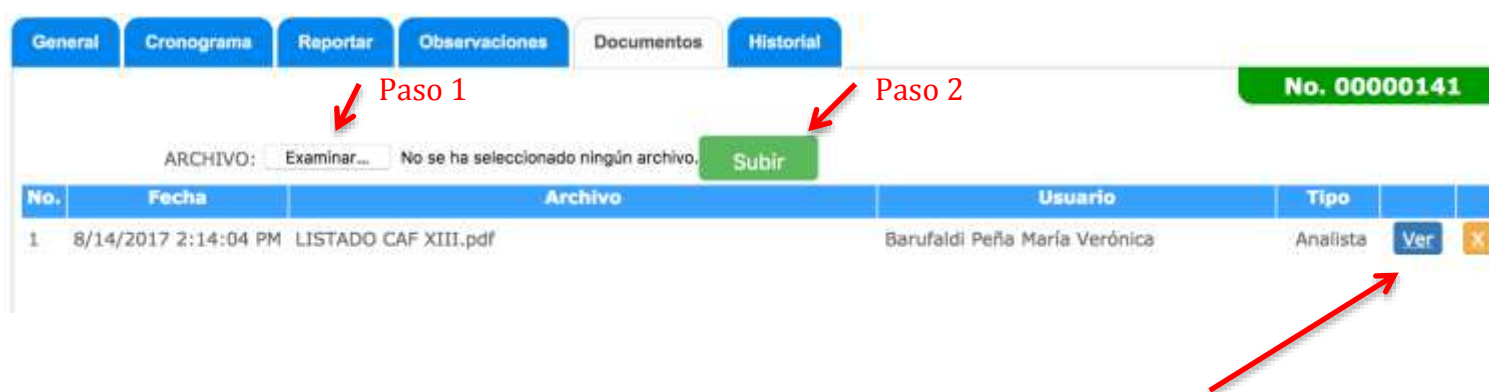 General Cronograma Reportar Observaciones Documentos Historial
Paso 1 Paso 2 No. 00000141
ARCHIVO: Examinar... No se ha seleccionado ningún archivo. Subir
No. Fecha Archivo Usuario Tipo
1 8/14/2017 2:14:04 PM LISTADO CAF XIII.pdf Barufaldi Peña María Verónica Analista Ver X